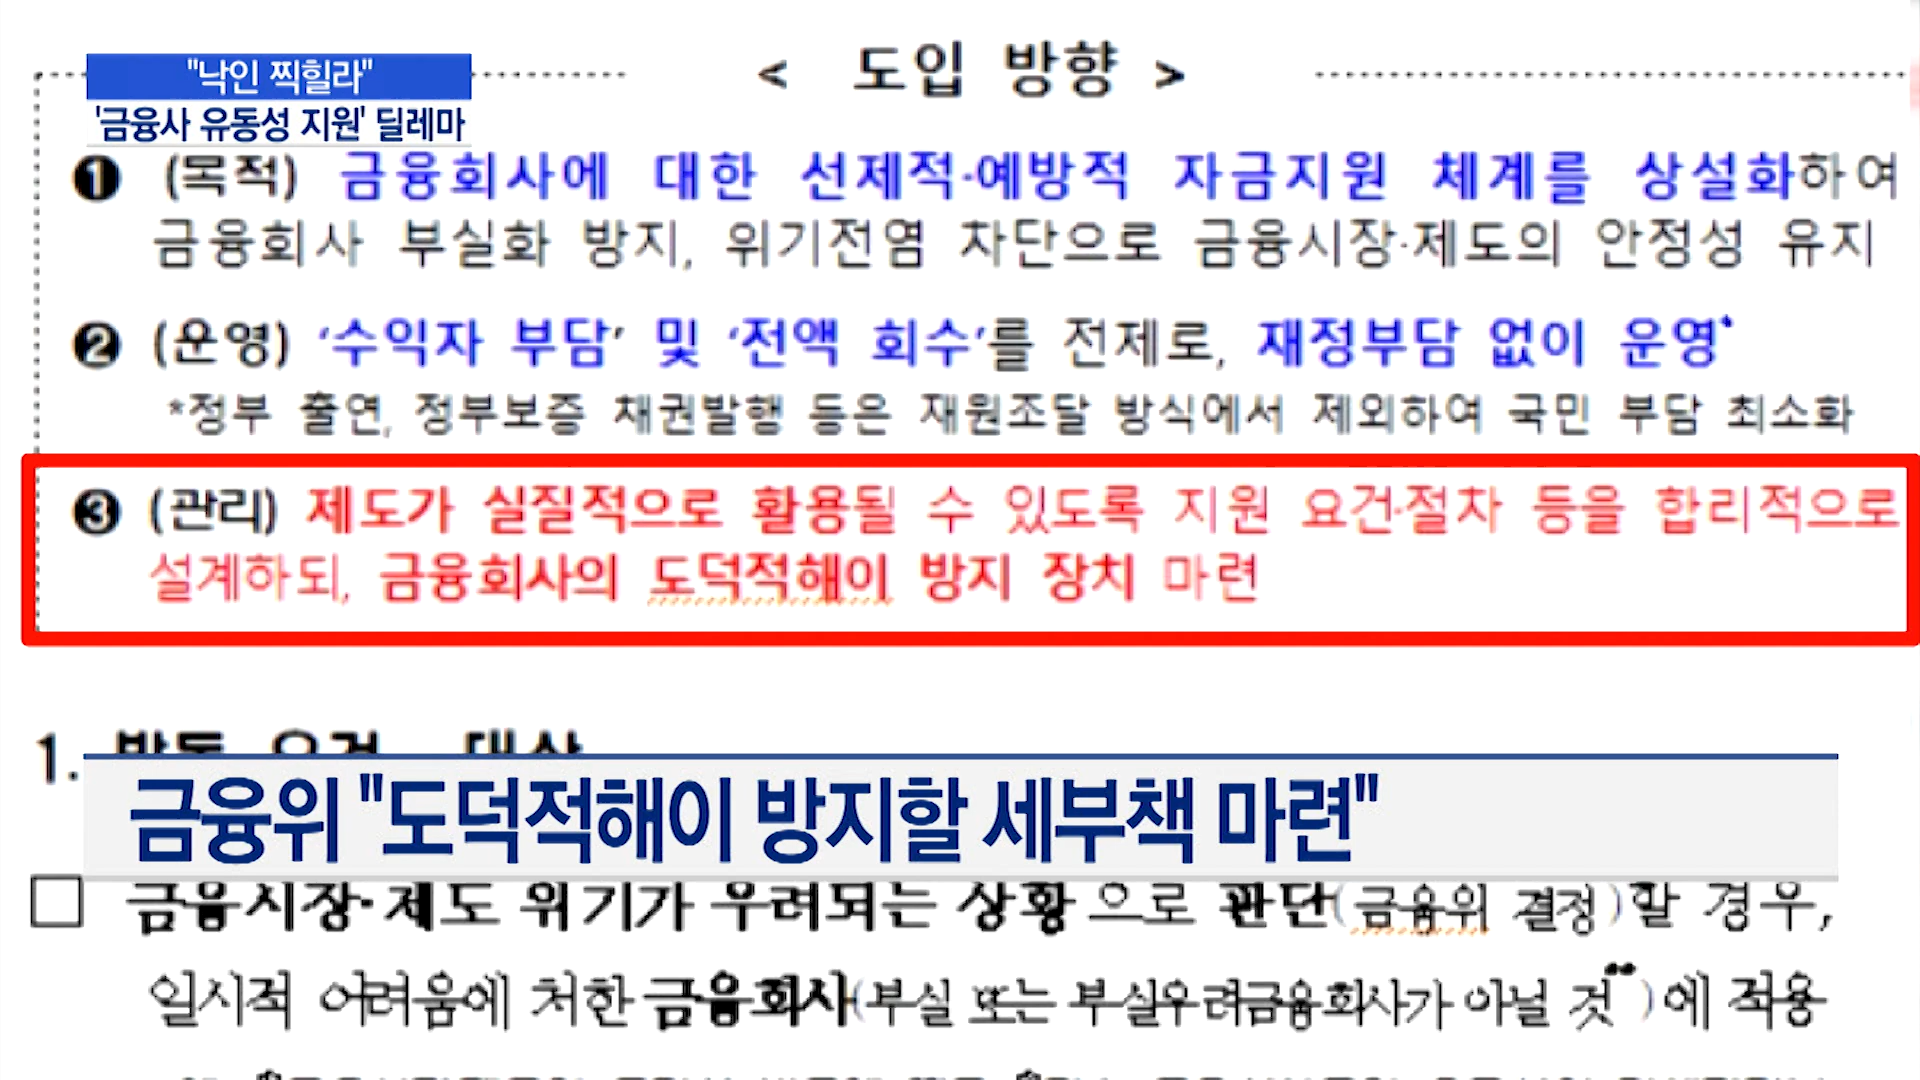 "낙인 찍힐라"
'금융사 유동성 지원' 딜레마
< 도입 방향 >
❶ (목적) 금융회사에 대한 선제적·예방적 자금지원 체계를 상설화하여
금융회사 부실화 방지, 위기전염 차단으로 금융시장·제도의 안정성 유지
❷ (운영) '수익자 부담' 및 '전액 회수'를 전제로, 재정부담 없이 운영*
*정부 출연, 정부보증 채권발행 등은 재원조달 방식에서 제외하여 국민 부담 최소화
❸ (관리) 제도가 실질적으로 활용될 수 있도록 지원 요건·절차 등을 합리적으로
설계하되, 금융회사의 도덕적해이 방지 장치 마련
1. 발동 요건 대상
금융위 "도덕적해이 방지할 세부책 마련"
□ 금융시장·제도 위기가 우려되는 상황으로 판단(금융위 결정)할 경우,
일시적 어려움에 처한 금융회사(부실 또는 부실우려금융회사가 아닐 것**)에 적용